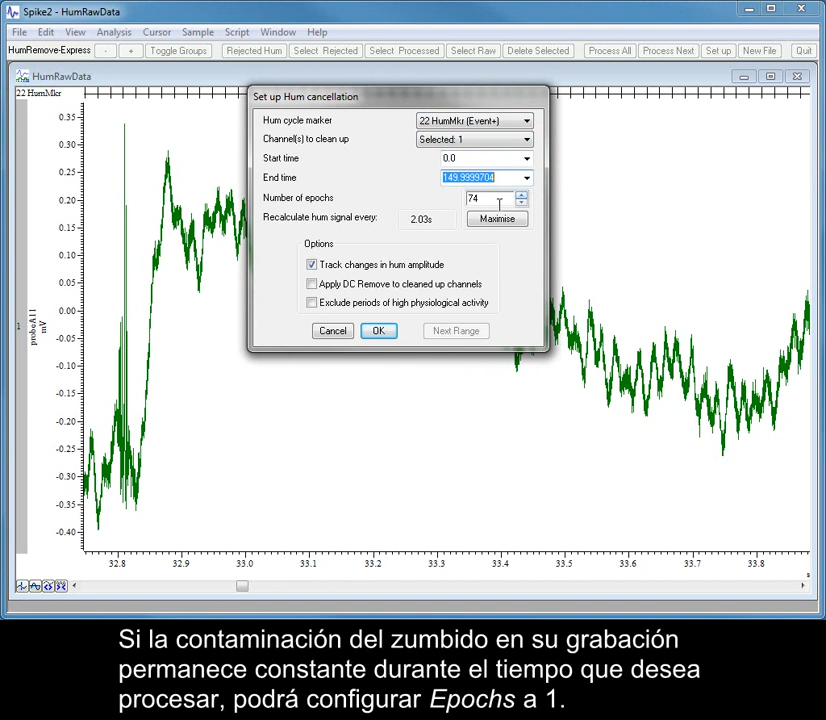 Spike2 - HumRawData
File Edit View Analysis Cursor Sample Script Window Help
HumRemove-Express - + Toggle Groups Rejected Hum Select Rejected Select Processed Select Raw Delete Selected Process All Process Next Set up New File Quit
HumRawData
22 HumMkr
Set up Hum cancellation
Hum cycle marker 22 HumMkr (Event+)
Channel(s) to clean up Selected: 1
Start time 0.0
End time 149.9999704
Number of epochs 74
Recalculate hum signal every: 2.03s Maximise
Options
Track changes in hum amplitude
Apply DC Remove to cleaned up channels
Exclude periods of high physiological activity
Cancel OK Next Range
0.35
0.30
0.25
0.20
0.15
0.10
0.05
0.00
-0.05
-0.10
-0.15
-0.20
-0.25
-0.30
-0.35
-0.40
1
probeA11
mV
32.8 32.9 33.0 33.1 33.2 33.3 33.4 33.5 33.6 33.7 33.8
s
Si la contaminación del zumbido en su grabación
permanece constante durante el tiempo que desea
procesar, podrá configurar Epochs a 1.